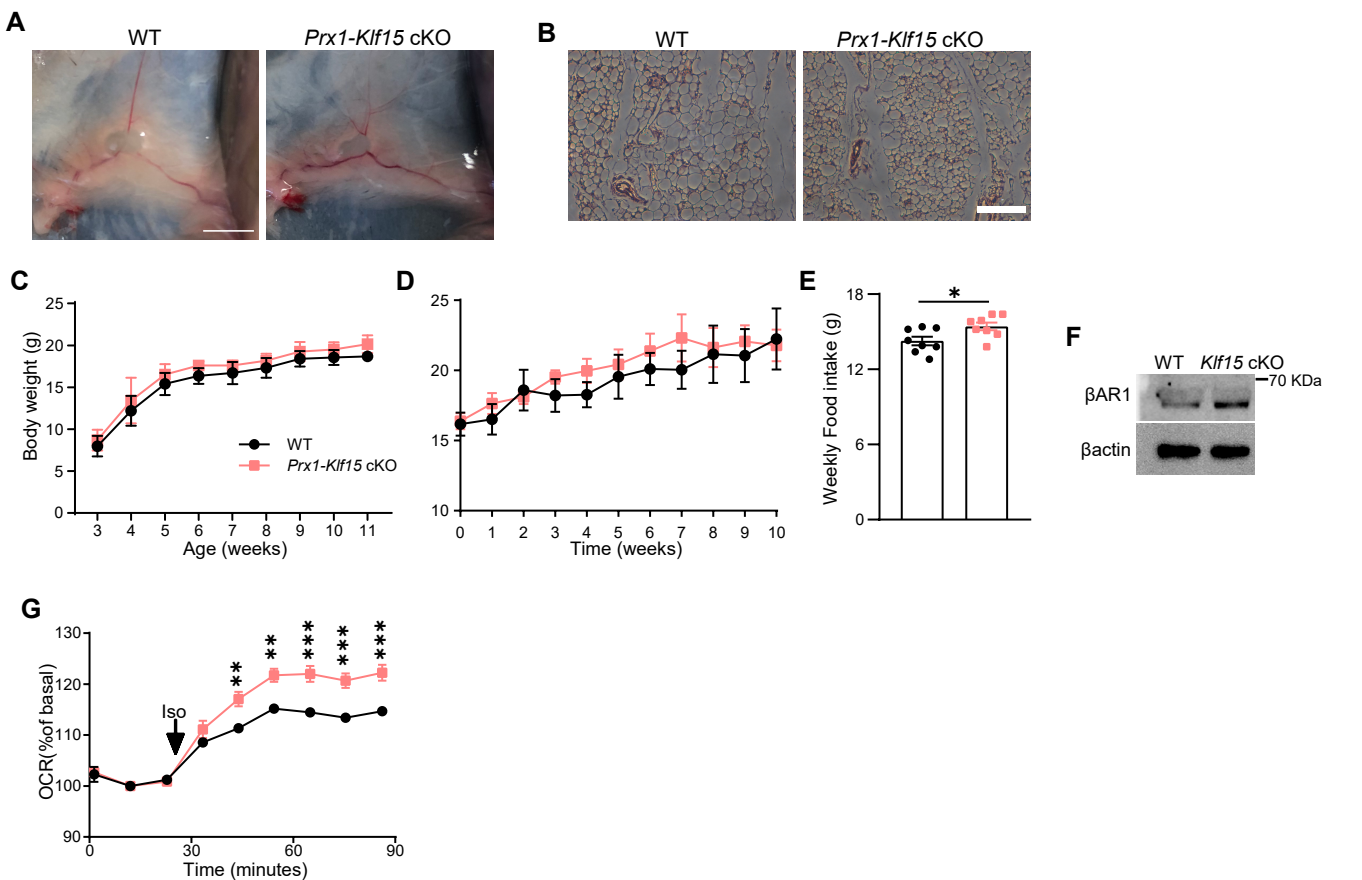 A
WT
Prx1-Klf15 cKO
B
WT
Prx1-Klf15 cKO
C
Body weight (g)
25
20
15
10
5
0
3 4 5 6 7 8 9 10 11
Age (weeks)
WT
Prx1-Klf15 cKO
D
25
20
15
10
0 1 2 3 4 5 6 7 8 9 10
Time (weeks)
E
Weekly Food intake (g)
18
12
6
0
*
F
WT Klf15 cKO
70 KDa
βAR1
βactin
G
OCR(%of basal)
130
120
110
100
90
0 30 60 90
Time (minutes)
Iso
** ** **** *** ***